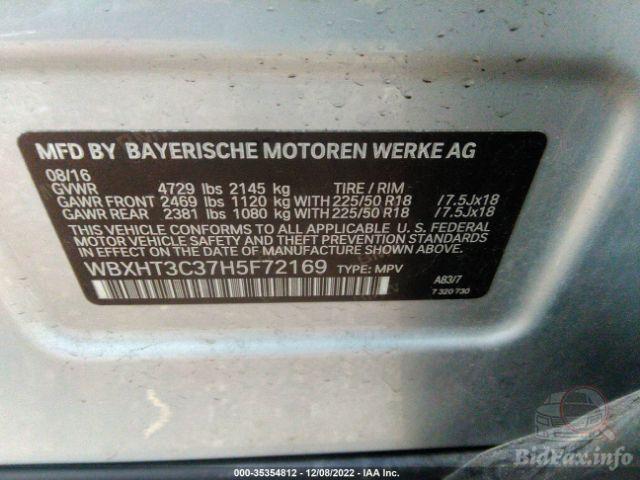 MFD BY BAYERISCHE MOTOREN WERKE AG
08/16
GVWR 4729 lbs 2145 kg TIRE / RIM
GAWR FRONT 2469 lbs 1120 kg WITH 225/50 R18 /7.5Jx18
GAWR REAR 2381 lbs 1080 kg WITH 225/50 R18 /7.5Jx18
THIS VEHICLE CONFORMS TO ALL APPLICABLE U.S. FEDERAL
MOTOR VEHICLE SAFETY, BUMPER, AND THEFT PREVENTION
STANDARDS IN EFFECT ON THE DATE OF MANUFACTURE
SHOWN ABOVE.
WBXHT3C37H5F72169 TYPE: MPV
A83/7
7 320 730
BidFax.info
000-35354812 - 12/08/2022 - IAA Inc.